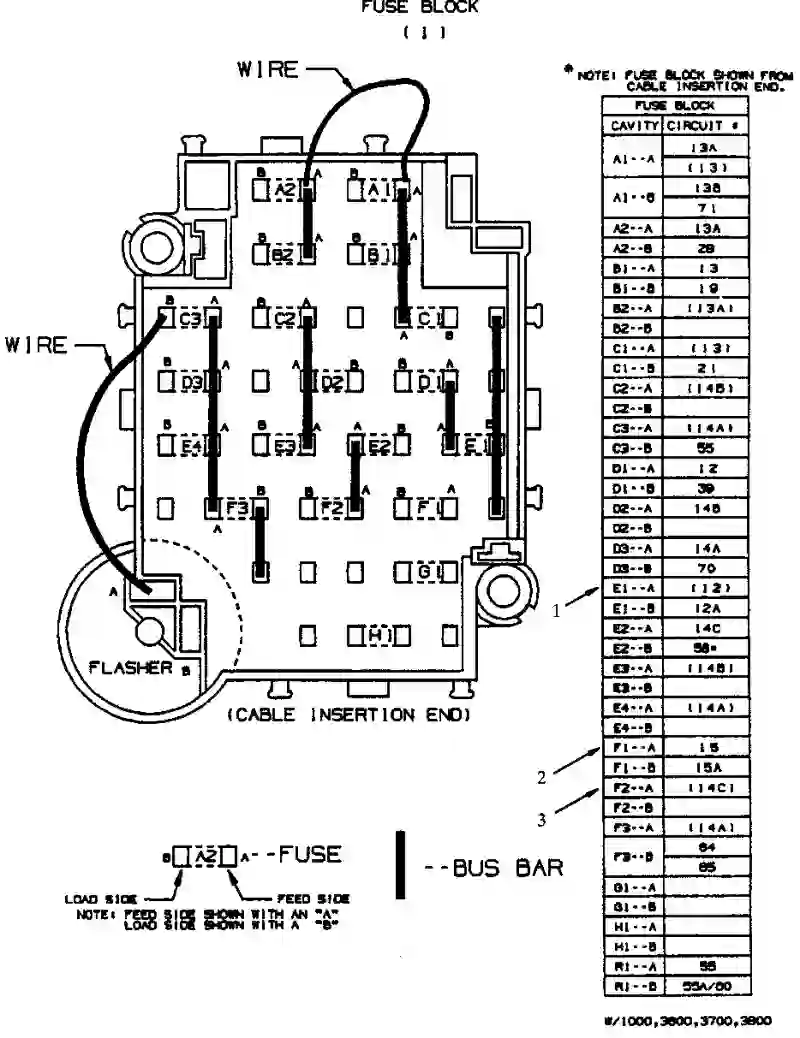 FUSE BLOCK
( 1 )
WIRE
* NOTE: FUSE BLOCK SHOWN FROM
CABLE INSERTION END.
B A2 A B A1 A
B B2 A B B1 A
B C3 A B C2 A C1
A B
WIRE
B D3 A D2 B B D1 A
B E4 A B E3 A E2 B A E1 B
F3 B B F2 A B F1 A
A
G1
H1
A
FLASHER B
(CABLE INSERTION END)
B A2 A--FUSE
LOAD SIDE FEED SIDE
NOTE: FEED SIDE SHOWN WITH AN "A"
LOAD SIDE SHOWN WITH A "B"
--BUS BAR
FUSE BLOCK
CAVITY CIRCUIT #
A1--A 13A
(13)
A1--B 13B
71
A2--A 13A
A2--B 28
B1--A 13
B1--B 19
B2--A (13A)
B2--B
C1--A (13)
C1--B 21
C2--A (14B)
C2--B
C3--A (14A)
C3--B 55
D1--A 12
D1--B 39
D2--A 14B
D2--B
D3--A 14A
D3--B 70
1 E1--A (12)
E1--B 12A
E2--A 14C
E2--B
E3--A (14B)
E3--B
E4--A (14A)
E4--B
2 F1--A 15
F1--B 15A
3 F2--A (14C)
F2--B
F3--A (14A)
F3--B 64
65
G1--A
G1--B
H1--A
H1--B
R1--A 55
R1--B 55A/60
W/1000,3600,3700,3800